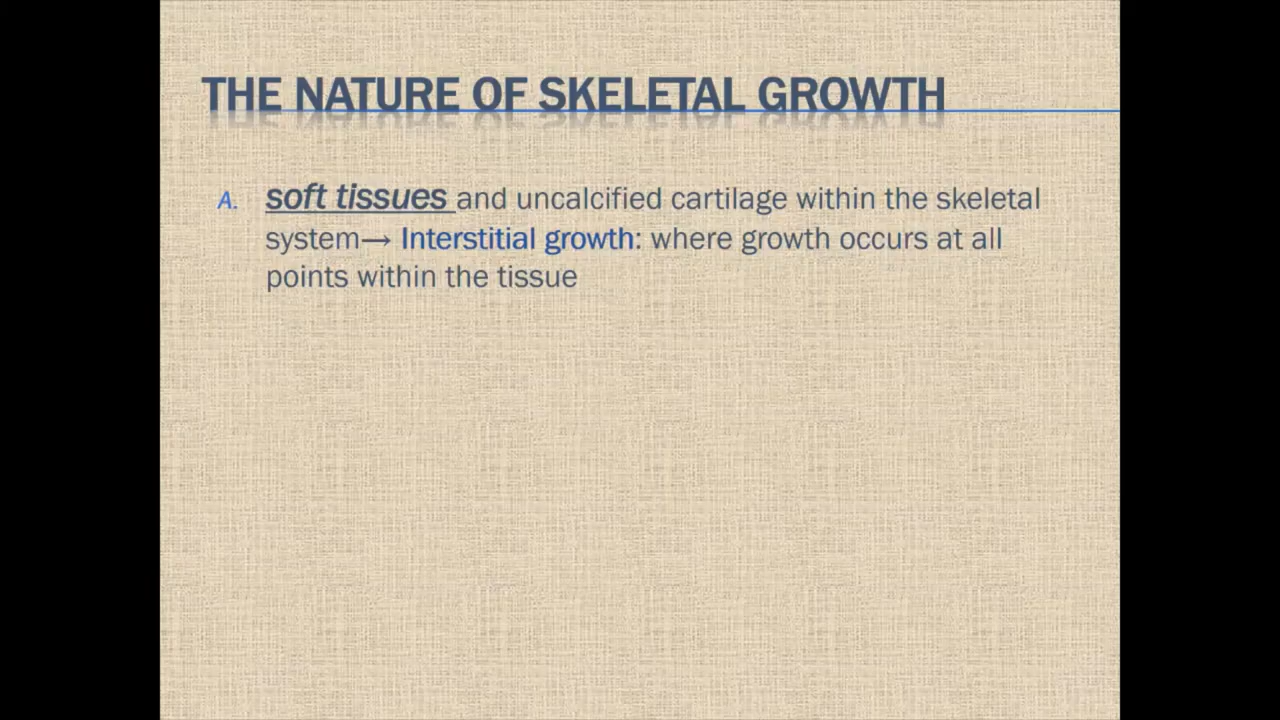 THE NATURE OF SKELETAL GROWTH
A. soft tissues and uncalcified cartilage within the skeletal
system→ Interstitial growth: where growth occurs at all
points within the tissue